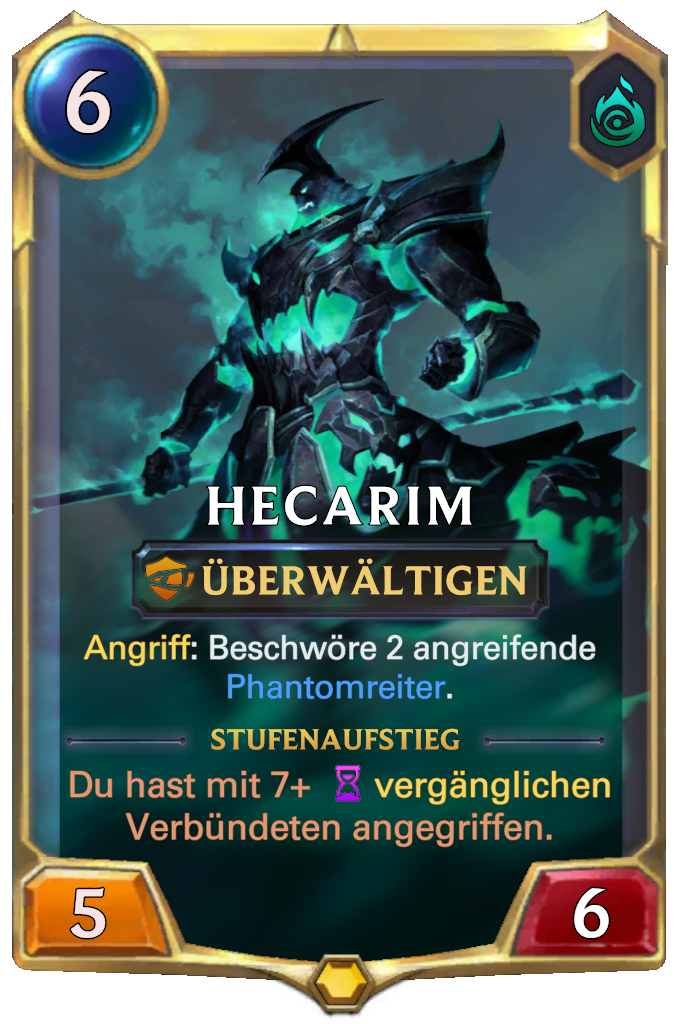 6
HECARIM
ÜBERWÄLTIGEN
Angriff: Beschwöre 2 angreifende
Phantomreiter.
STUFENAUFSTIEG
Du hast mit 7+ vergänglichen
Verbündeten angegriffen.
5
6